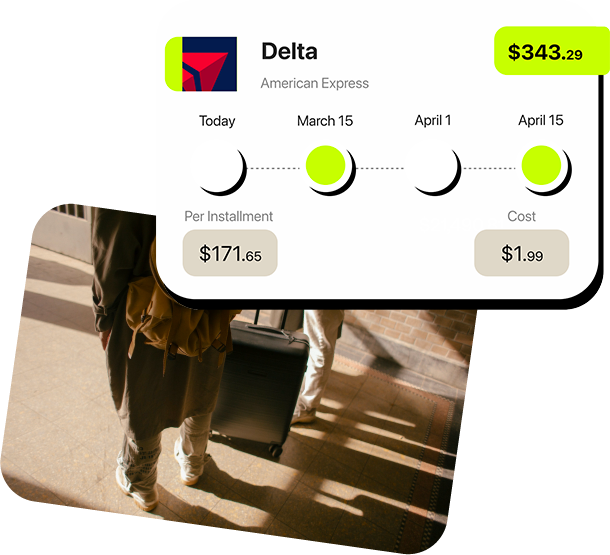 Delta
$343.29
American Express
Today
March 15
April 1
April 15
Per Installment
Cost
$171.65
$1.99